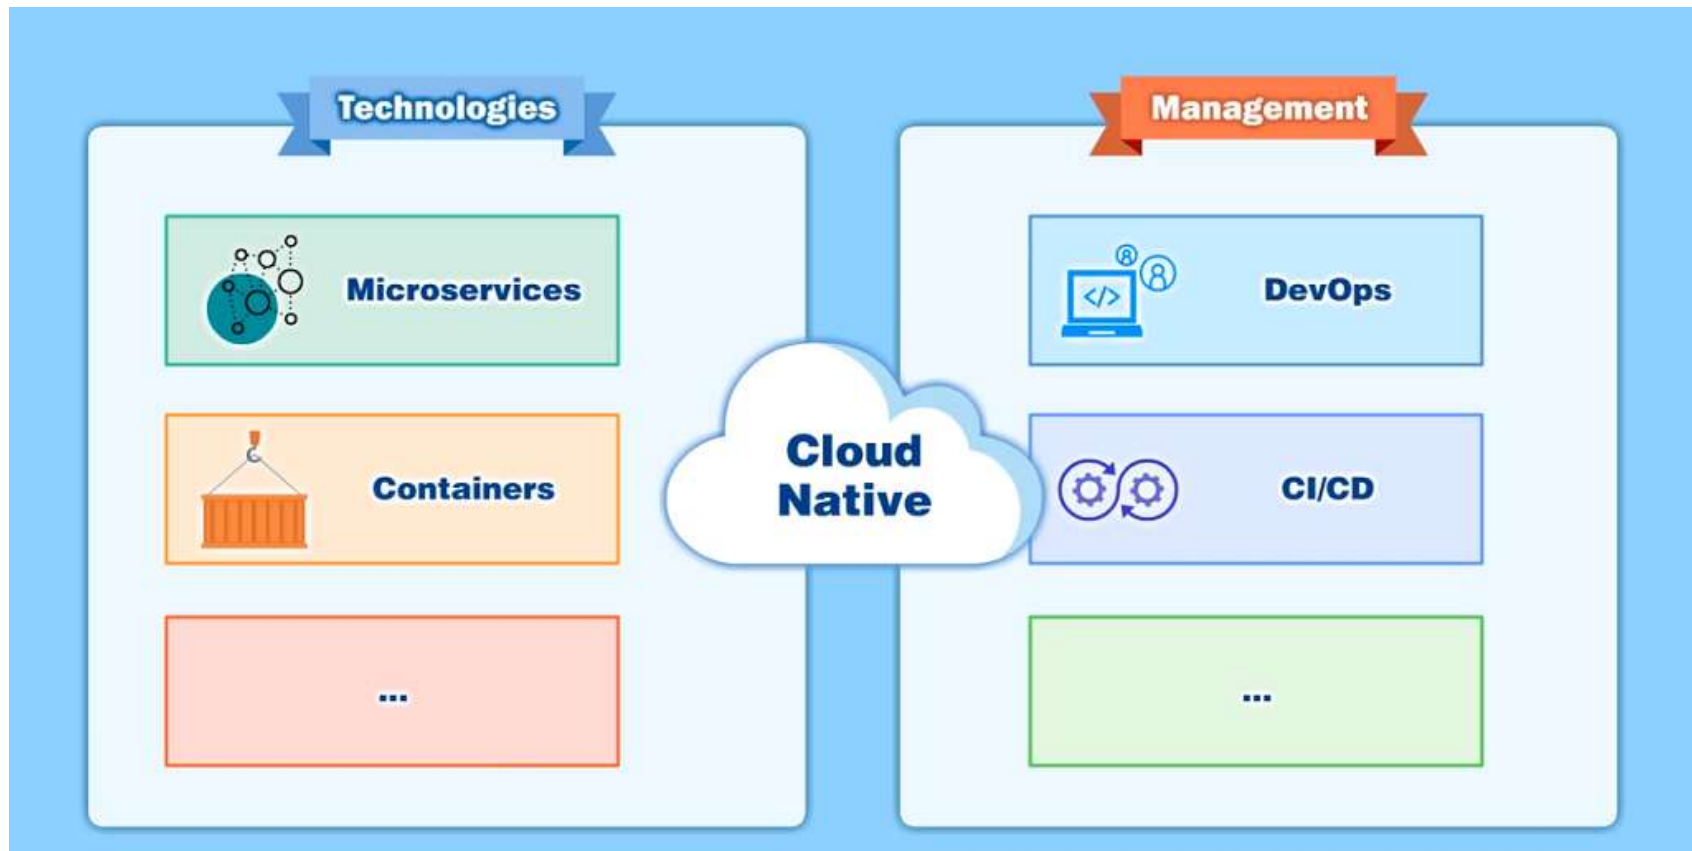 Technologies
Microservices
Containers
...
Cloud
Native
Management
</>
DevOps
CI/CD
...